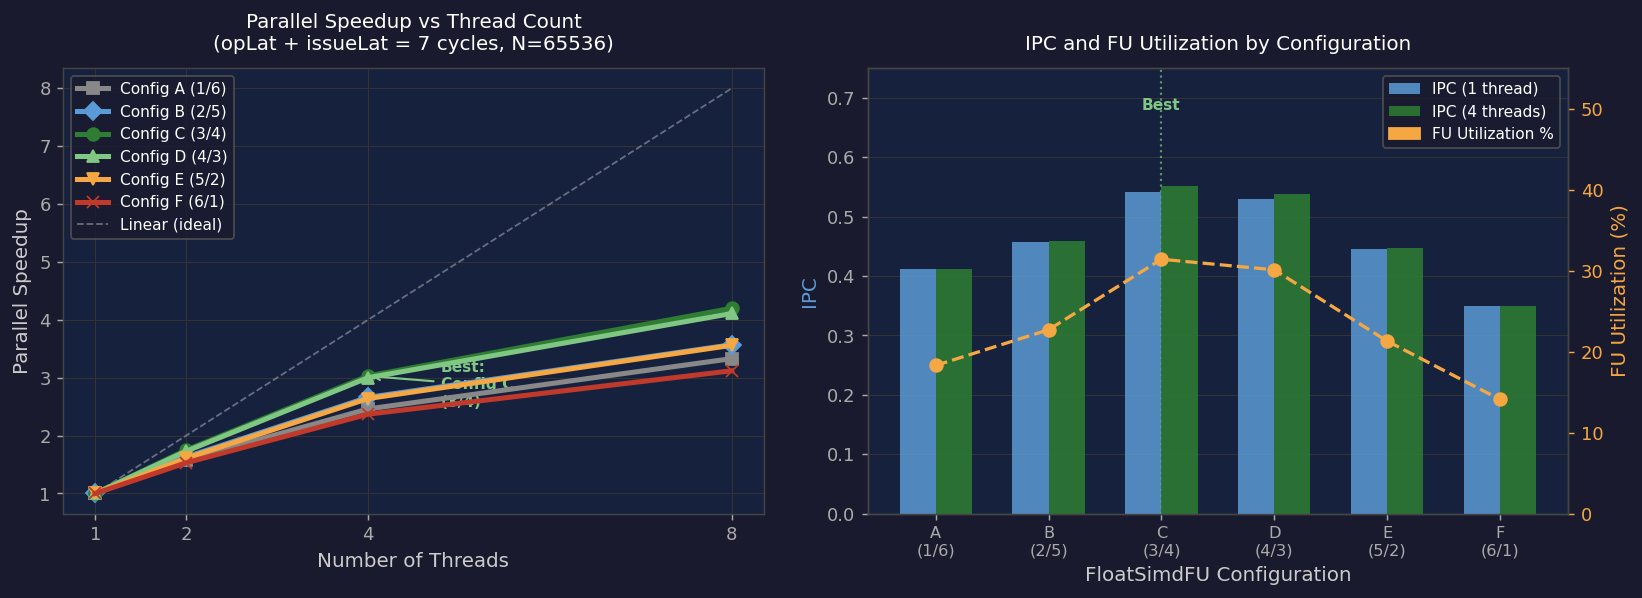 Parallel Speedup vs Thread Count
(opLat + issueLat = 7 cycles, N=65536)
Parallel Speedup
8
7
6
5
4
3
2
1
Config A (1/6)
Config B (2/5)
Config C (3/4)
Config D (4/3)
Config E (5/2)
Config F (6/1)
Linear (ideal)
Best:
Config C
1
2
4
8
Number of Threads
IPC and FU Utilization by Configuration
IPC
0.7
0.6
0.5
0.4
0.3
0.2
0.1
0.0
Best
IPC (1 thread)
IPC (4 threads)
FU Utilization %
50
40
30
20
10
0
FU Utilization (%)
A
(1/6)
B
(2/5)
C
(3/4)
D
(4/3)
E
(5/2)
F
(6/1)
FloatSimdFU Configuration